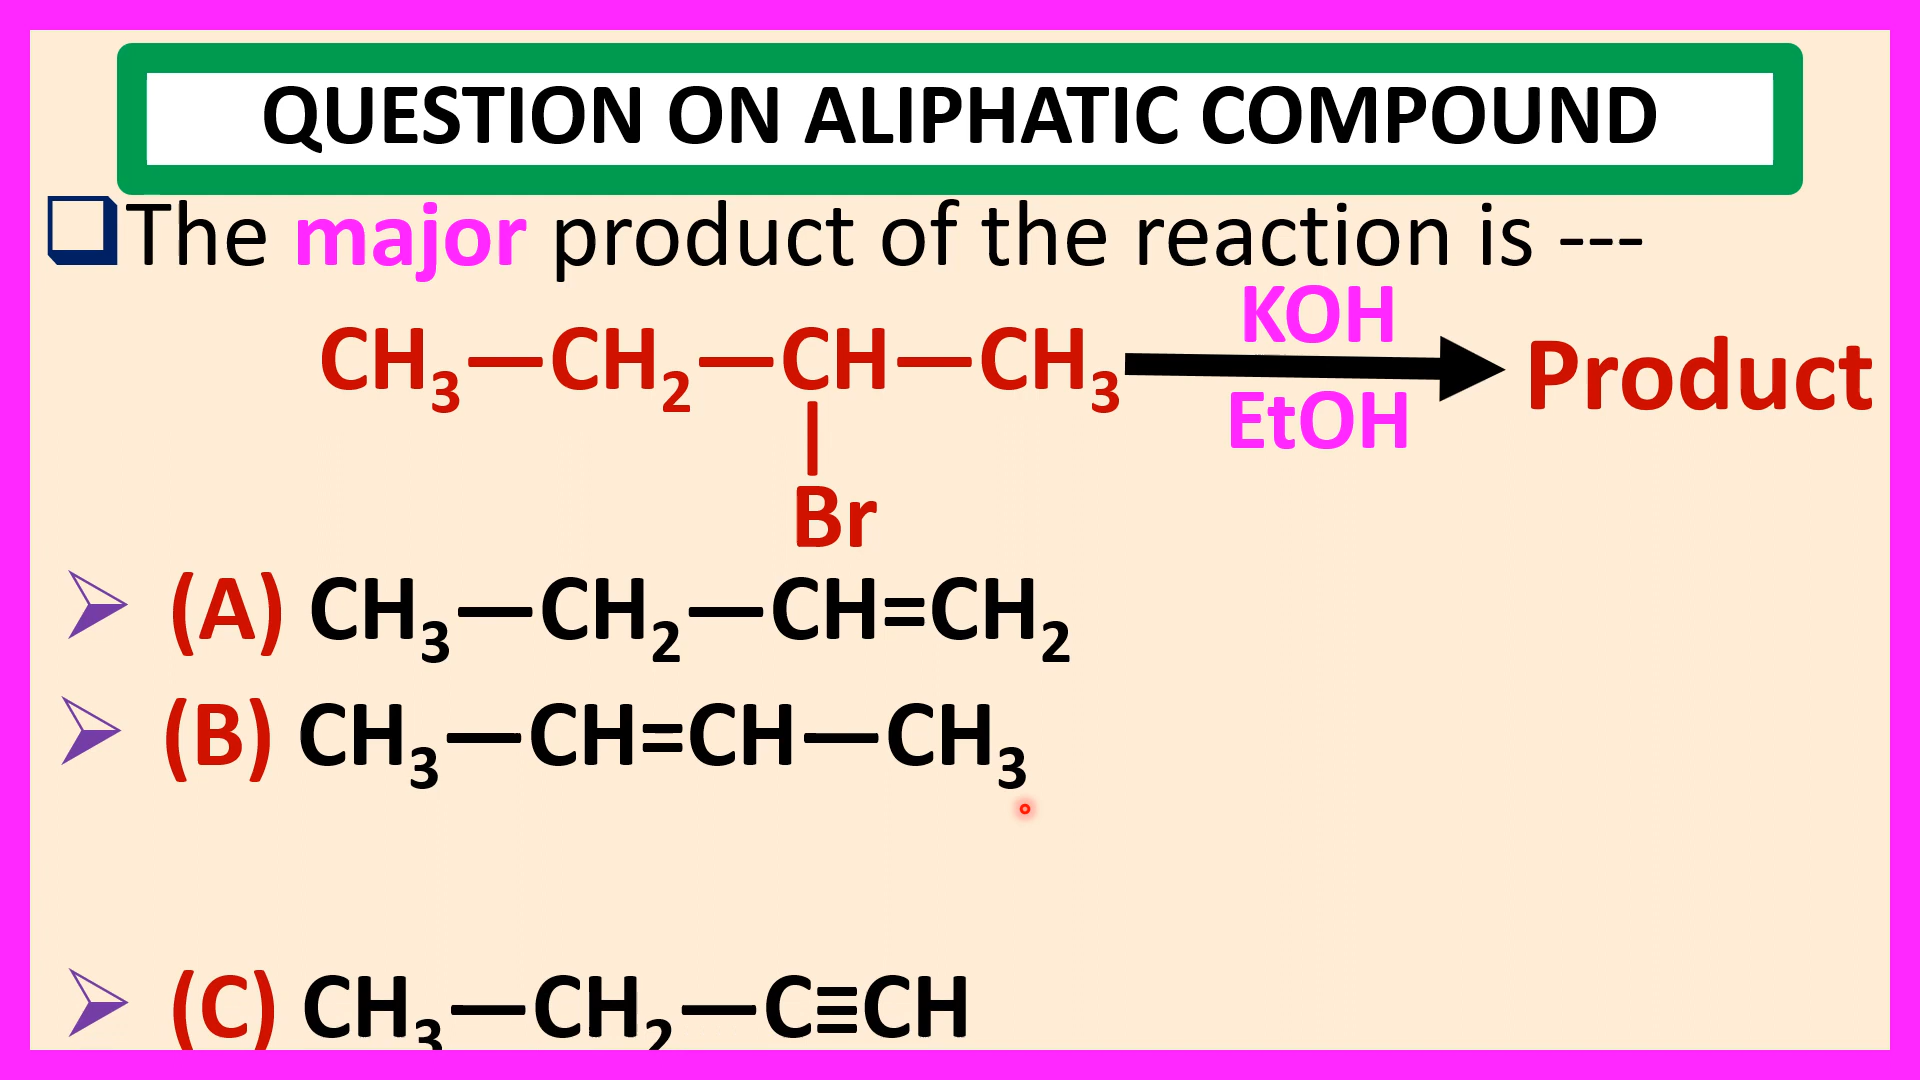 QUESTION ON ALIPHATIC COMPOUND
The major product of the reaction is ---
KOH
CH₃—CH₂—CH—CH₃ Product
EtOH
|
Br
(A) CH₃—CH₂—CH=CH₂
(B) CH₃—CH=CH—CH₃
(C) CH₃—CH₂—C≡CH